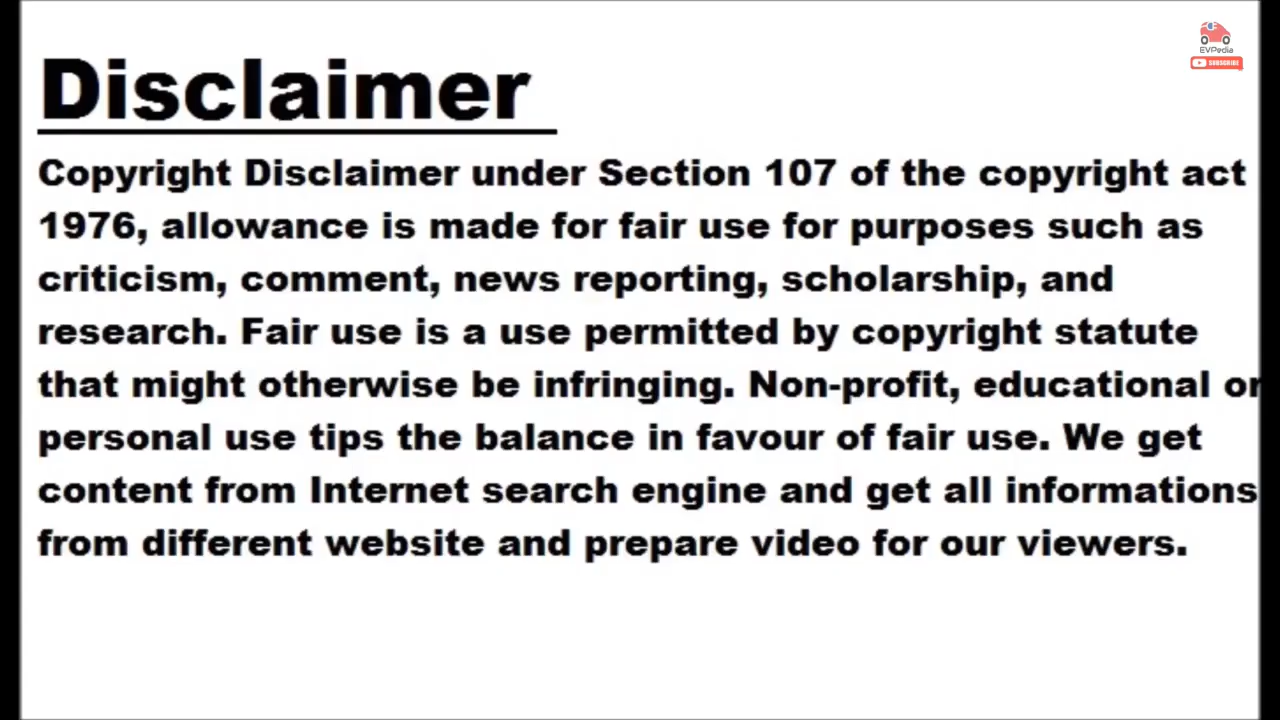 EVPedia
SUBSCRIBE
Disclaimer
Copyright Disclaimer under Section 107 of the copyright act
1976, allowance is made for fair use for purposes such as
criticism, comment, news reporting, scholarship, and
research. Fair use is a use permitted by copyright statute
that might otherwise be infringing. Non-profit, educational or
personal use tips the balance in favour of fair use. We get
content from Internet search engine and get all informations
from different website and prepare video for our viewers.